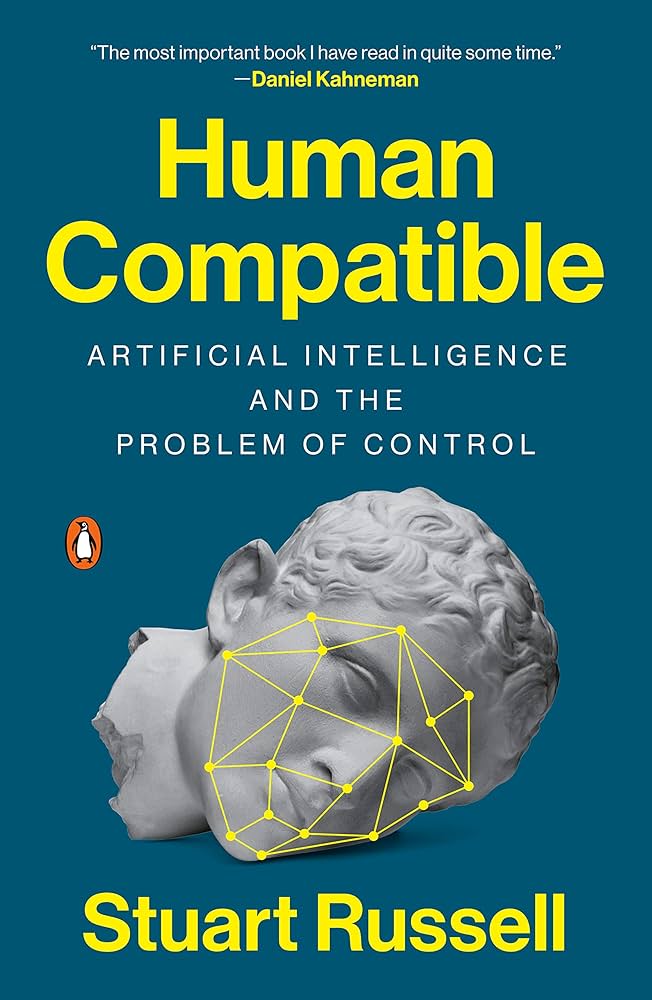 “The most important book I have read in quite some time.”
—Daniel Kahneman
Human
Compatible
ARTIFICIAL INTELLIGENCE
AND THE
PROBLEM OF CONTROL
Stuart Russell